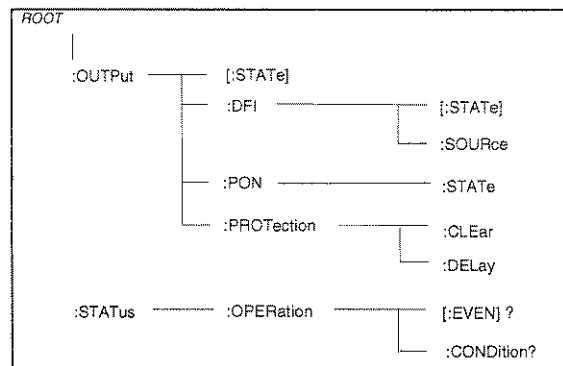 ROOT
:OUTPut [:STATe]
:DFI [:STATe]
:SOURce
:PON :STATe
:PROTection :CLEar
:DELay
:STATus :OPERation [:EVEN] ?
:CONDition?